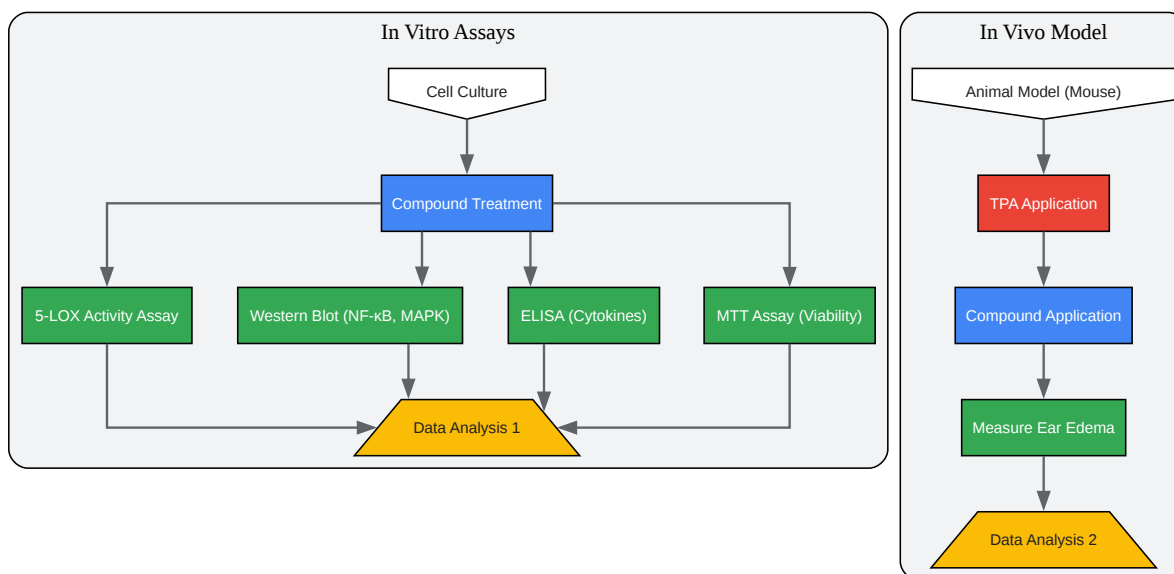 In Vitro Assays
Cell Culture
Compound Treatment
5-LOX Activity Assay
Western Blot (NF-κB, MAPK)
ELISA (Cytokines)
MTT Assay (Viability)
Data Analysis 1
In Vivo Model
Animal Model (Mouse)
TPA Application
Compound Application
Measure Ear Edema
Data Analysis 2